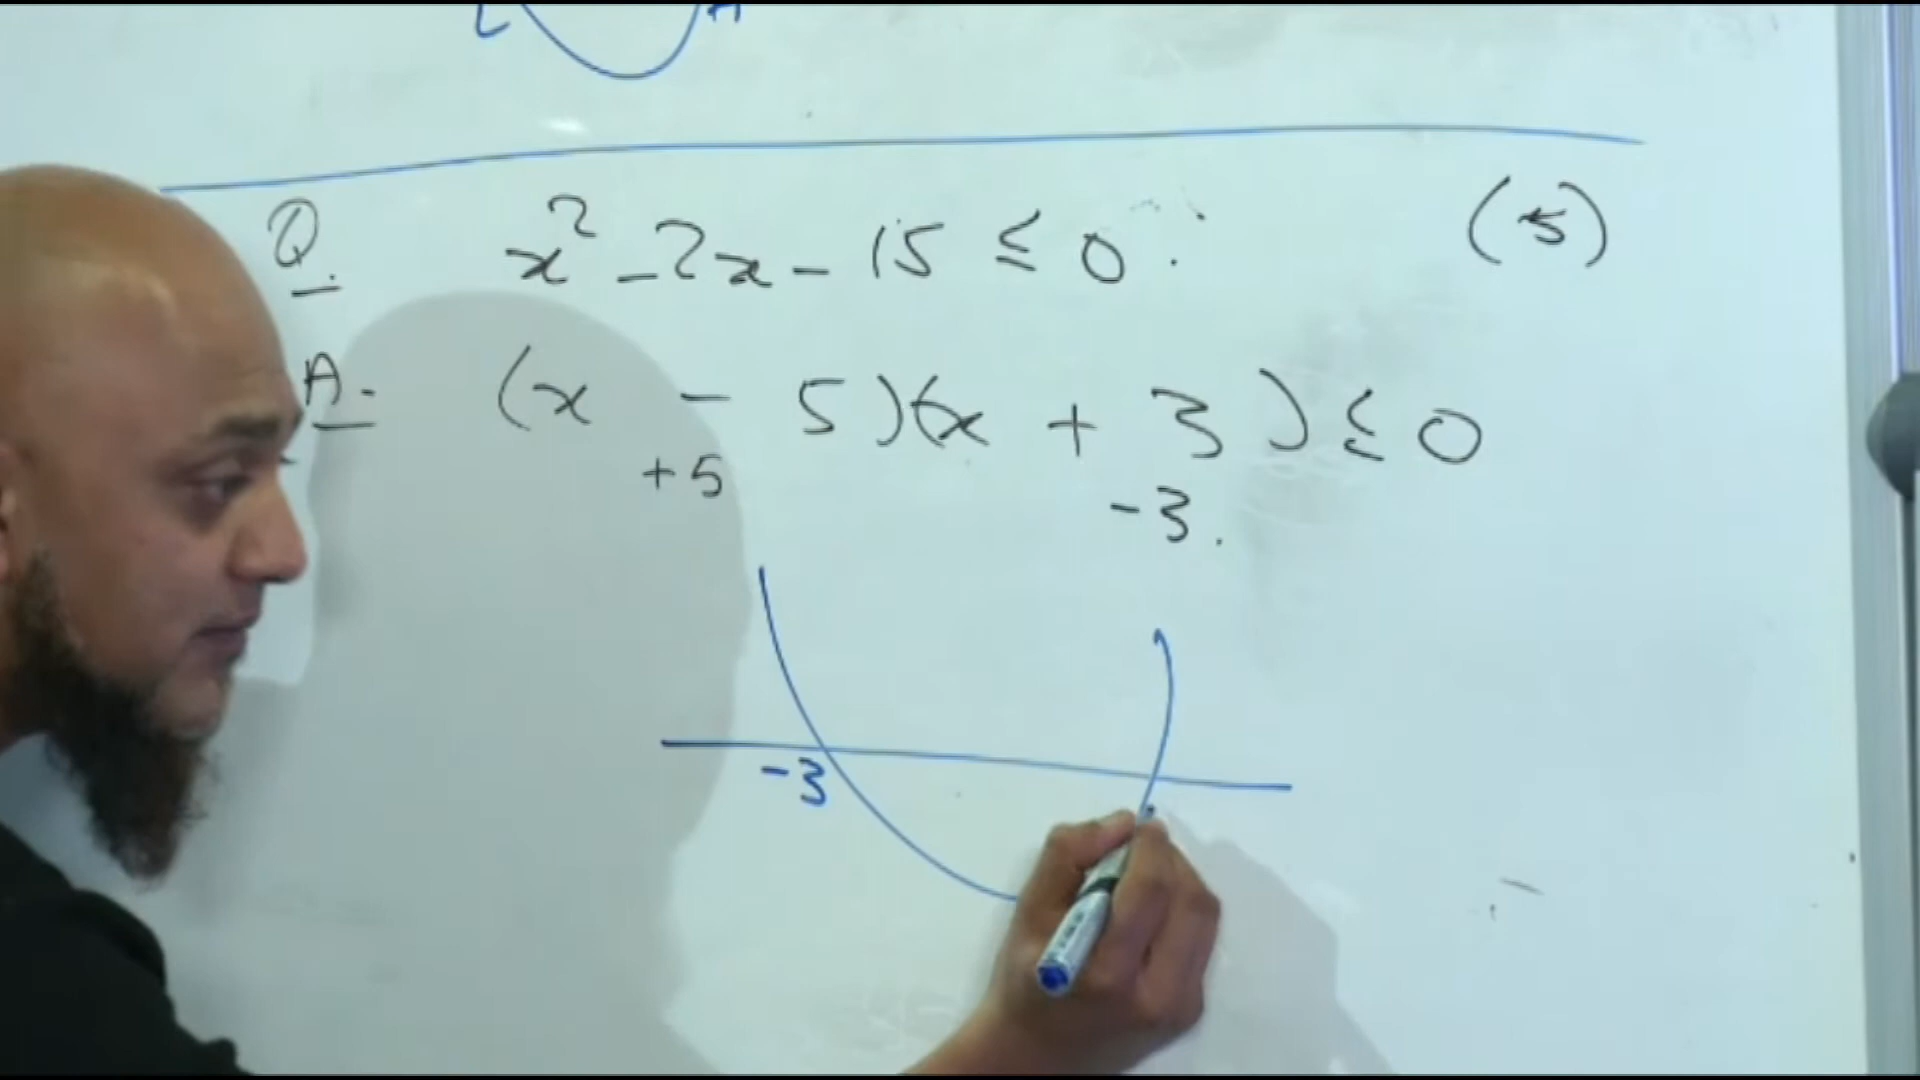 Q. x² - 2x - 15 ≤ 0. (5)
A. (x - 5)(x + 3) ≤ 0
+5 -3.
-3